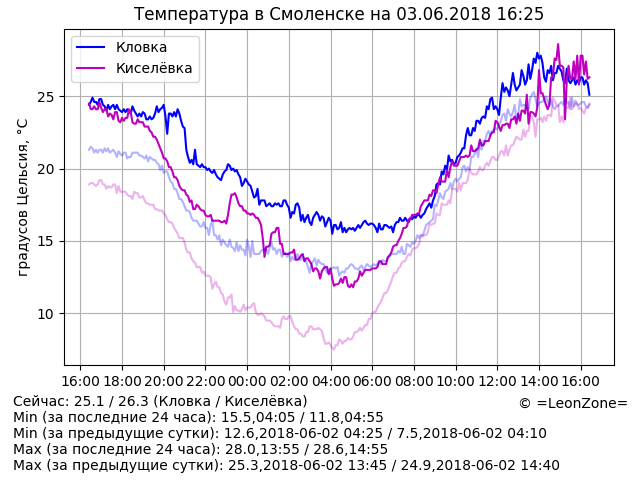 Температура в Смоленске на 03.06.2018 16:25
Кловка
Киселёвка
градусов Цельсия, °C
25
20
15
10
16:00 18:00 20:00 22:00 00:00 02:00 04:00 06:00 08:00 10:00 12:00 14:00 16:00
Сейчас: 25.1 / 26.3 (Кловка / Киселёвка)
© =LeonZone=
Min (за последние 24 часа): 15.5,04:05 / 11.8,04:55
Min (за предыдущие сутки): 12.6,2018-06-02 04:25 / 7.5,2018-06-02 04:10
Max (за последние 24 часа): 28.0,13:55 / 28.6,14:55
Max (за предыдущие сутки): 25.3,2018-06-02 13:45 / 24.9,2018-06-02 14:40